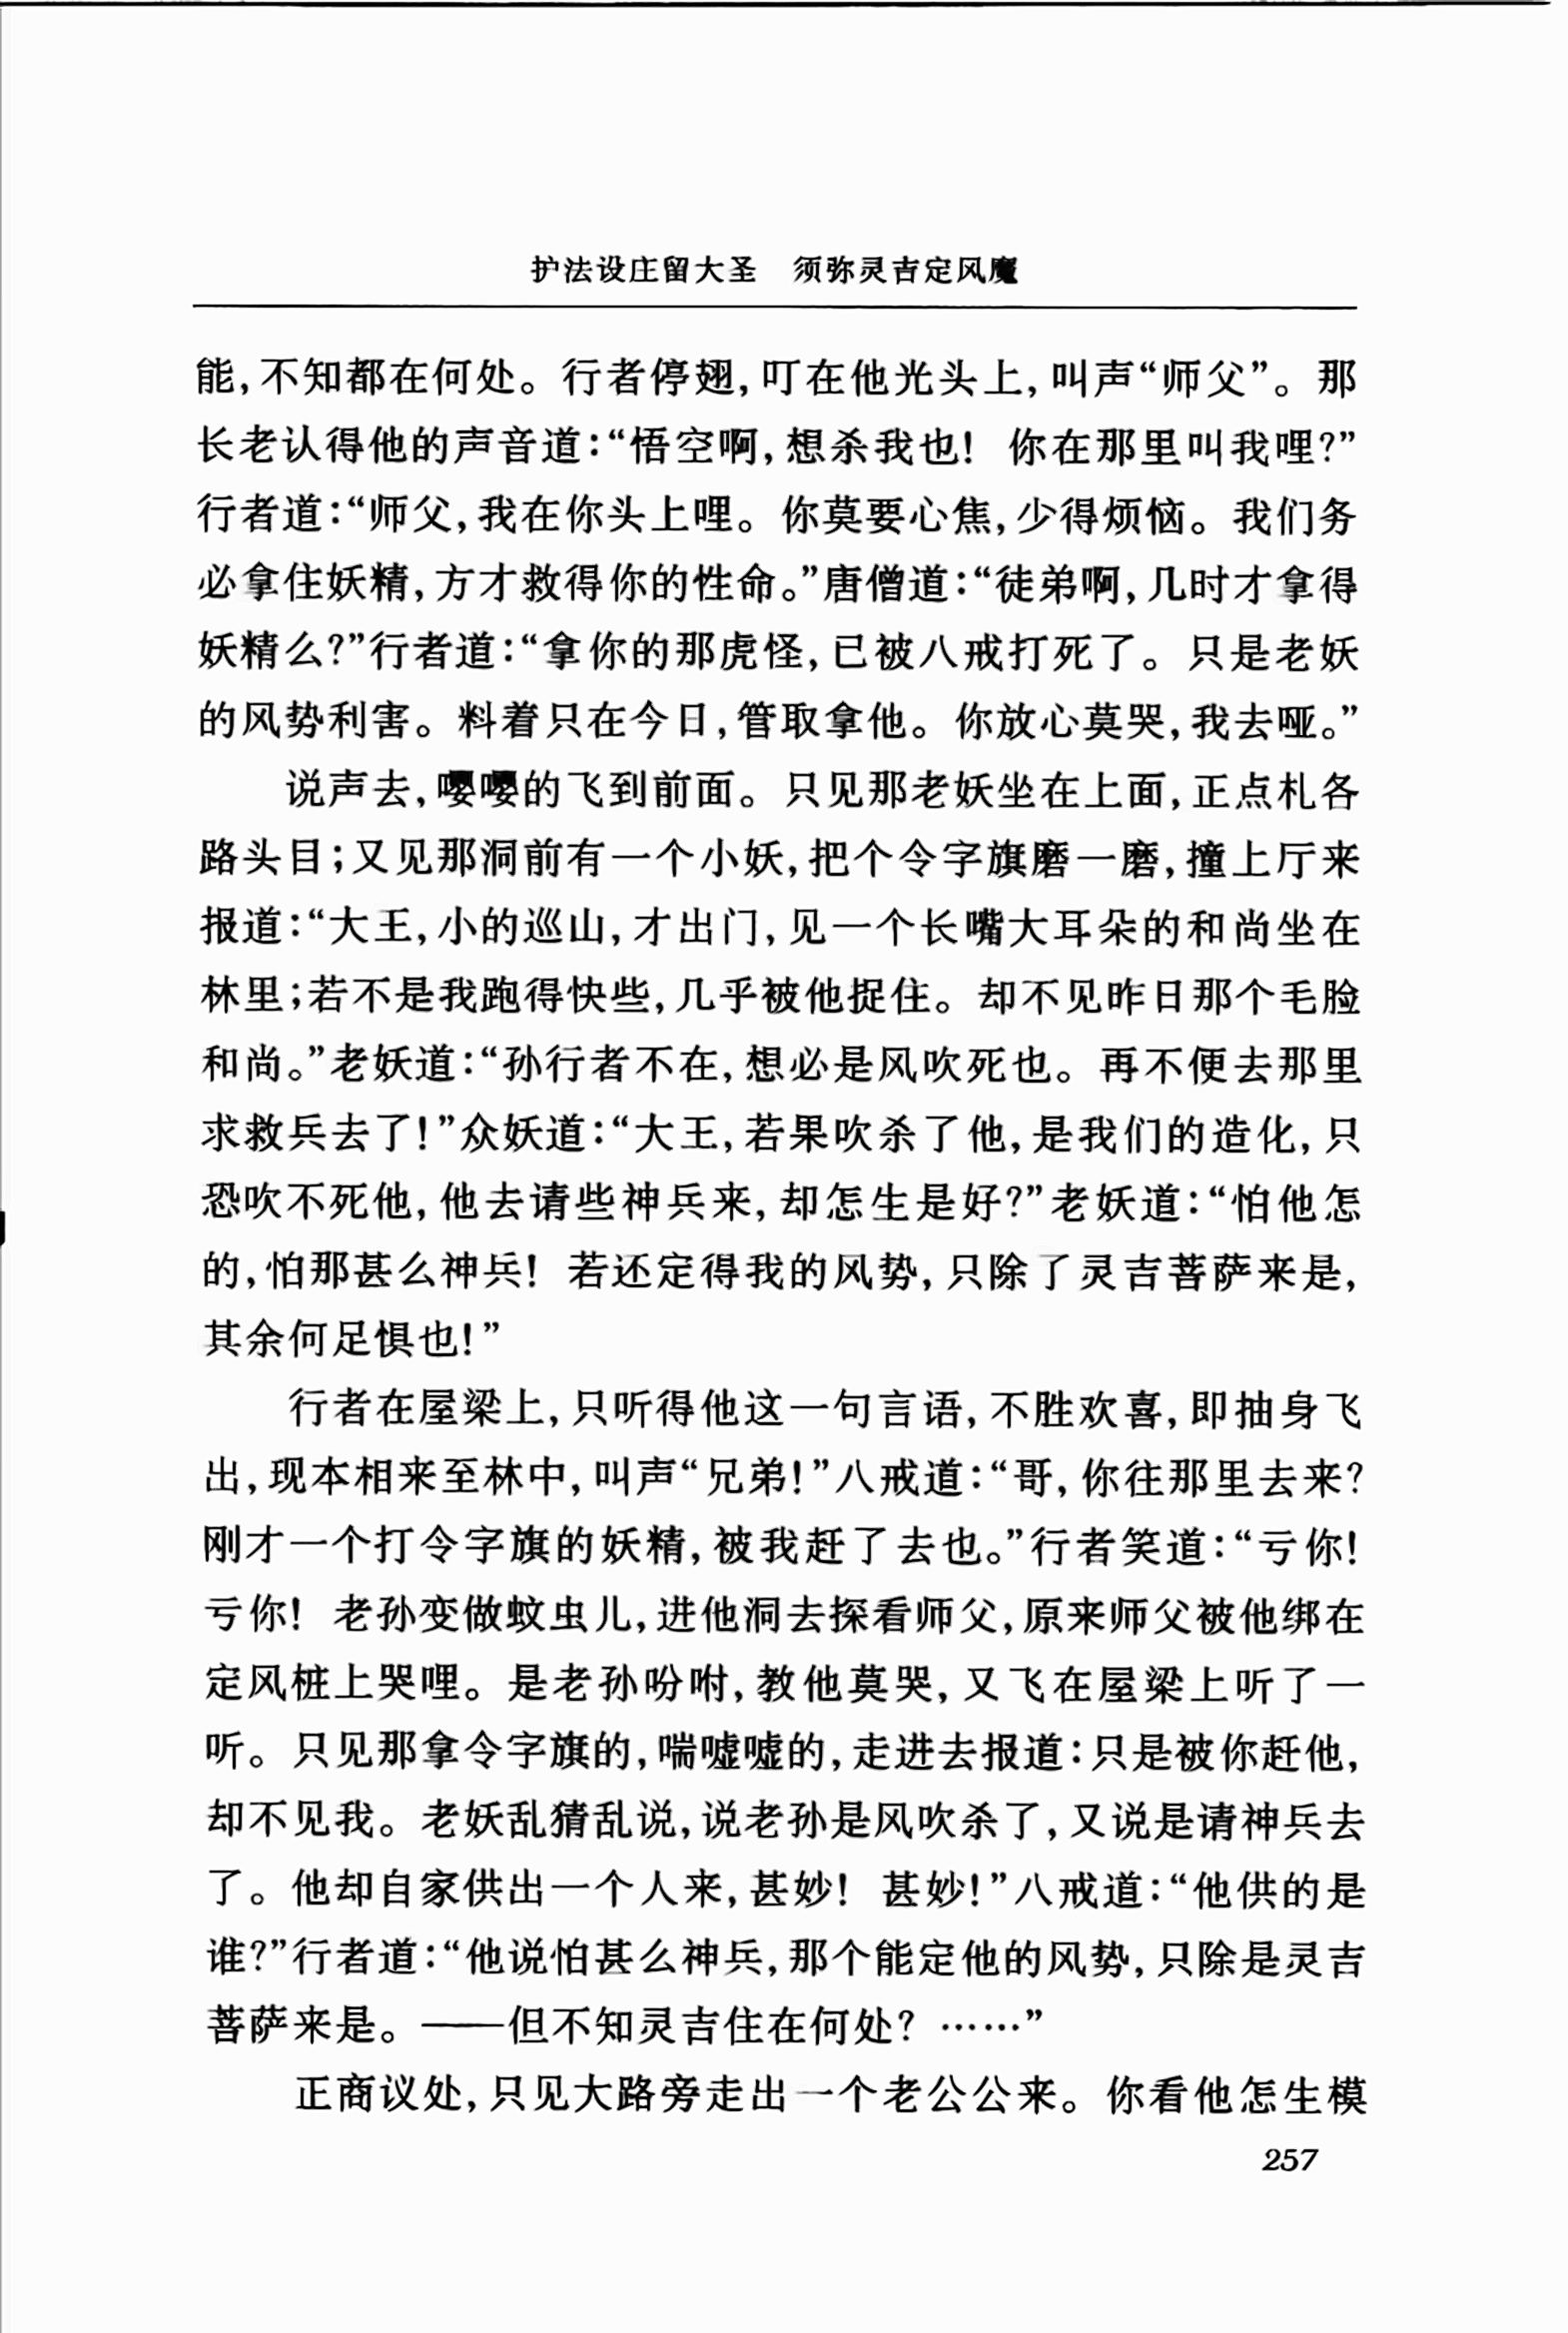 护法设庄留大圣　须弥灵吉定风魔
能,不知都在何处。行者停翅,叮在他光头上,叫声“师父”。那
长老认得他的声音道:“悟空啊,想杀我也! 你在那里叫我哩?”
行者道:“师父,我在你头上哩。你莫要心焦,少得烦恼。我们务
必拿住妖精,方才救得你的性命。”唐僧道:“徒弟啊,几时才拿得
妖精么?”行者道:“拿你的那虎怪,已被八戒打死了。只是老妖
的风势利害。料着只在今日,管取拿他。你放心莫哭,我去哑。”
说声去,嘤嘤的飞到前面。只见那老妖坐在上面,正点札各
路头目;又见那洞前有一个小妖,把个令字旗磨一磨,撞上厅来
报道:“大王,小的巡山,才出门,见一个长嘴大耳朵的和尚坐在
林里;若不是我跑得快些,几乎被他捉住。却不见昨日那个毛脸
和尚。”老妖道:“孙行者不在,想必是风吹死也。再不便去那里
求救兵去了!”众妖道:“大王,若果吹杀了他,是我们的造化,只
恐吹不死他,他去请些神兵来,却怎生是好?”老妖道:“怕他怎
的,怕那甚么神兵! 若还定得我的风势,只除了灵吉菩萨来是,
其余何足惧也!”
行者在屋梁上,只听得他这一句言语,不胜欢喜,即抽身飞
出,现本相来至林中,叫声“兄弟!”八戒道:“哥,你往那里去来?
刚才一个打令字旗的妖精,被我赶了去也。”行者笑道:“亏你!
亏你! 老孙变做蚊虫儿,进他洞去探看师父,原来师父被他绑在
定风桩上哭哩。是老孙吩咐,教他莫哭,又飞在屋梁上听了一
听。只见那拿令字旗的,喘嘘嘘的,走进去报道:只是被你赶他,
却不见我。老妖乱猜乱说,说老孙是风吹杀了,又说是请神兵去
了。他却自家供出一个人来,甚妙! 甚妙!”八戒道:“他供的是
谁?”行者道:“他说怕甚么神兵,那个能定他的风势,只除是灵吉
菩萨来是。——但不知灵吉住在何处? ……”
正商议处,只见大路旁走出一个老公公来。你看他怎生模
257